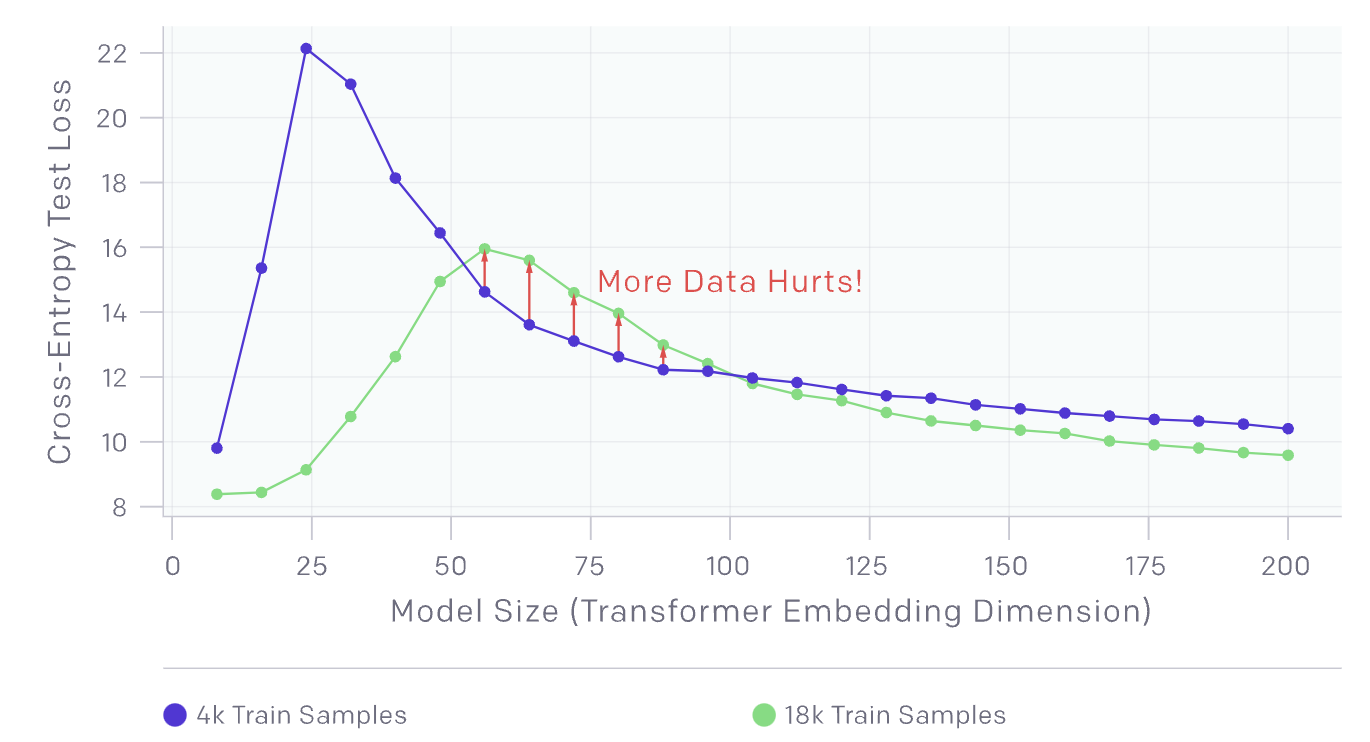 Cross-Entropy Test Loss
22
20
18
16
14
12
10
8
More Data Hurts!
0 25 50 75 100 125 150 175 200
Model Size (Transformer Embedding Dimension)
4k Train Samples
18k Train Samples